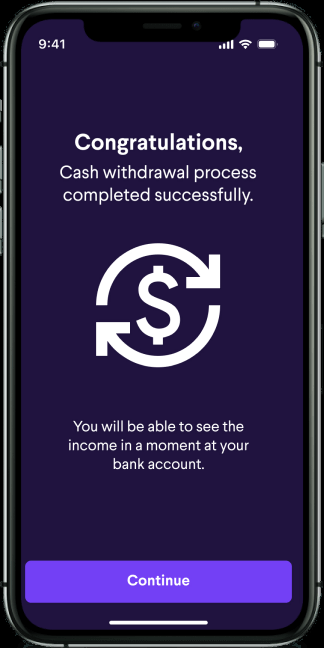 9:41
Congratulations,
Cash withdrawal process
completed successfully.
$
You will be able to see the
income in a moment at your
bank account.
Continue